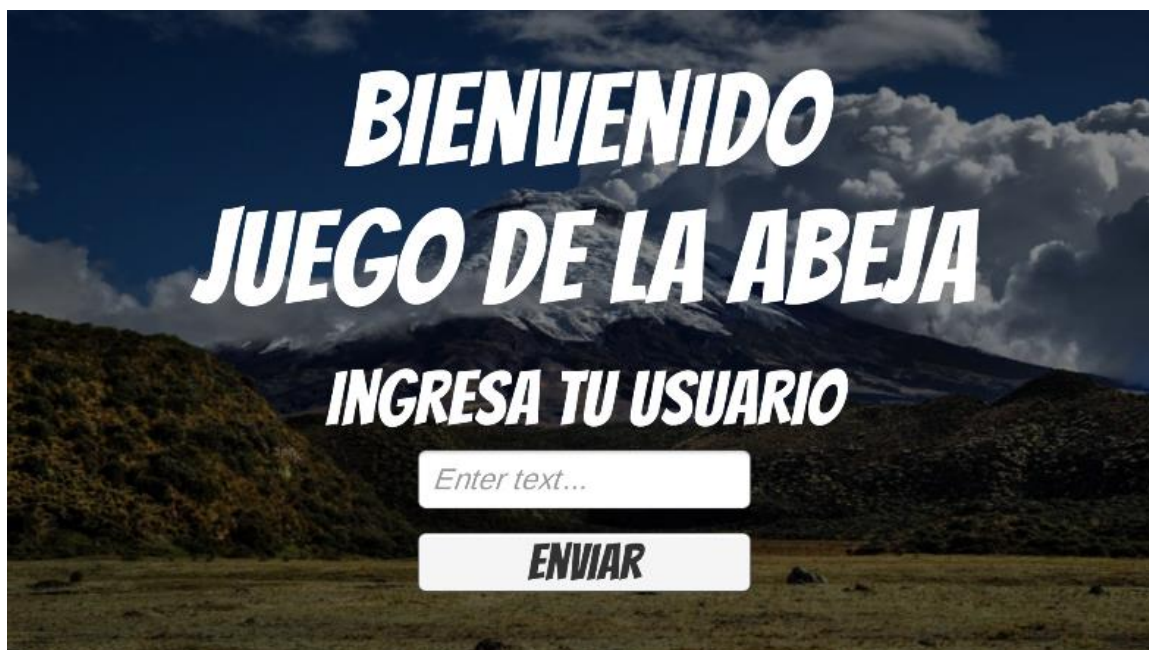 BIENVENIDO
JUEGO DE LA ABEJA
INGRESA TU USUARIO
Enter text...
ENVIAR